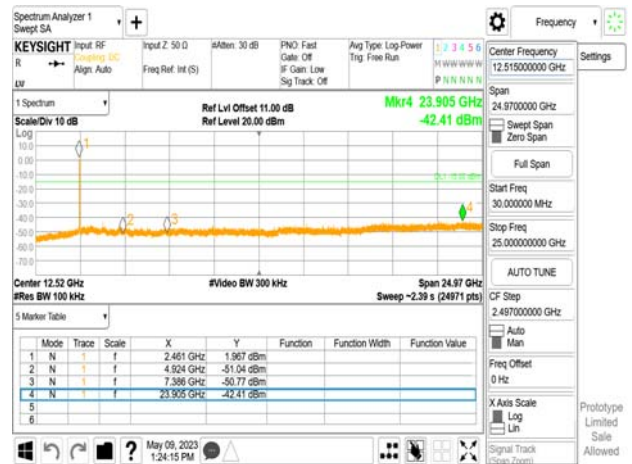 Spectrum Analyzer 1
Swept SA
Frequency
KEYSIGHT Input: RF Input Z: 50 Ω #Atten: 30 dB PNO: Fast Avg Type: Log-Power 1 2 3 4 5 6
R Coupling: DC Gate: Off Trig: Free Run M W W W W W
Align: Auto Freq Ref: Int (S) IF Gain: Low
Sig Track: Off P N N N N N
1 Spectrum
Ref Lvl Offset 11.00 dB Mkr4 23.905 GHz
Scale/Div 10 dB Ref Level 20.00 dBm -42.41 dBm
Log
10.0
0.00
-10.0
-20.0
-30.0
-40.0
-50.0
-60.0
-70.0
1
2
3
4
Center 12.52 GHz #Video BW 300 kHz Span 24.97 GHz
#Res BW 100 kHz Sweep ~2.39 s (24971 pts)
5 Marker Table
Mode Trace Scale X Y Function Function Width Function Value
1 N 1 f 2.461 GHz 1.967 dBm
2 N 1 f 4.924 GHz -51.04 dBm
3 N 1 f 7.386 GHz -50.77 dBm
4 N 1 f 23.905 GHz -42.41 dBm
5
6
May 09, 2023
1:24:15 PM
Center Frequency
12.515000000 GHz
Settings
Span
24.9700000 GHz
Swept Span
Zero Span
Full Span
Start Freq
30.000000 MHz
Stop Freq
25.000000000 GHz
AUTO TUNE
CF Step
2.497000000 GHz
Auto
Man
Freq Offset
0 Hz
X Axis Scale
Log
Lin
Signal Track
(Span Zoom)
Prototype
Limited
Sale
Allowed